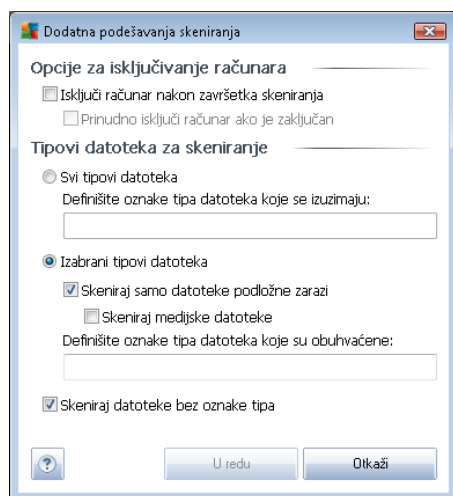 Dodatna podešavanja skeniranja
Opcije za isključivanje računara
Isključi računar nakon završetka skeniranja
Prinudno isključi računar ako je zaključan
Tipovi datoteka za skeniranje
Svi tipovi datoteka
Definišite oznake tipa datoteka koje se izuzimaju:
Izabrani tipovi datoteka
Skeniraj samo datoteke podložne zarazi
Skeniraj medijske datoteke
Definišite oznake tipa datoteka koje su obuhvaćene:
Skeniraj datoteke bez oznake tipa
?
U redu
Otkaži